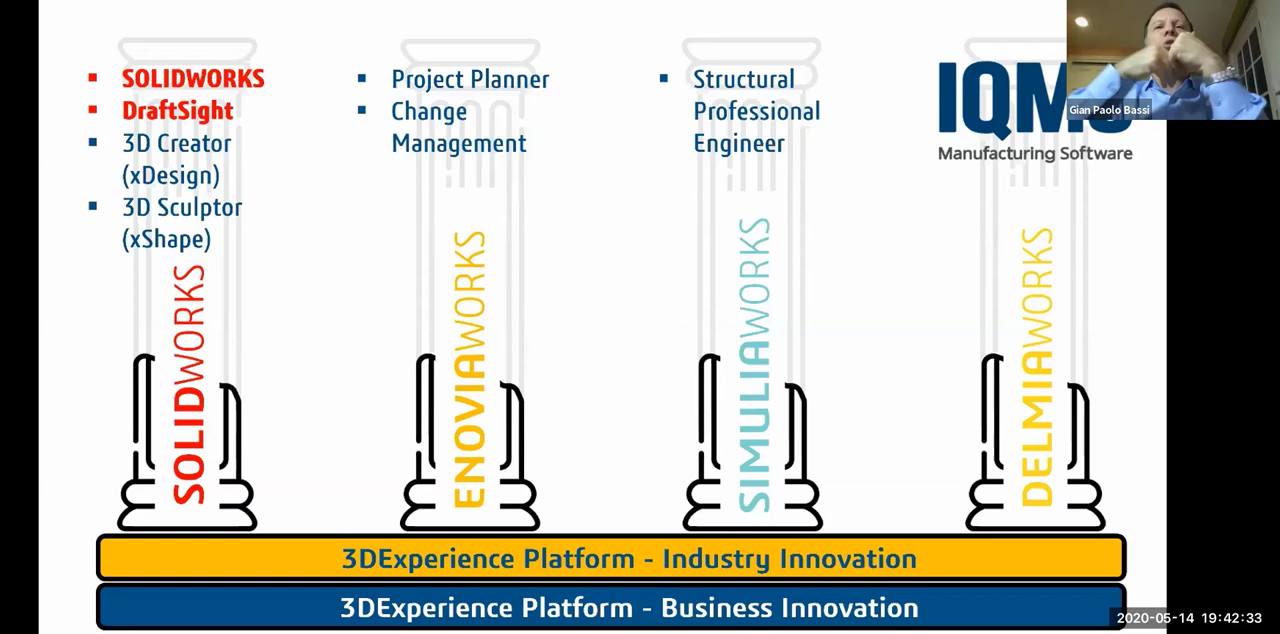 SOLIDWORKS
DraftSight
3D Creator
(xDesign)
3D Sculptor
(xShape)
SOLIDWORKS
Project Planner
Change
Management
ENOVIAWORKS
Structural
Professional
Engineer
SIMULIAWORKS
IQMS
Manufacturing Software
DELMIAWORKS
Gian Paolo Bassi
3DExperience Platform - Industry Innovation
3DExperience Platform - Business Innovation
2020-05-14 19:42:33